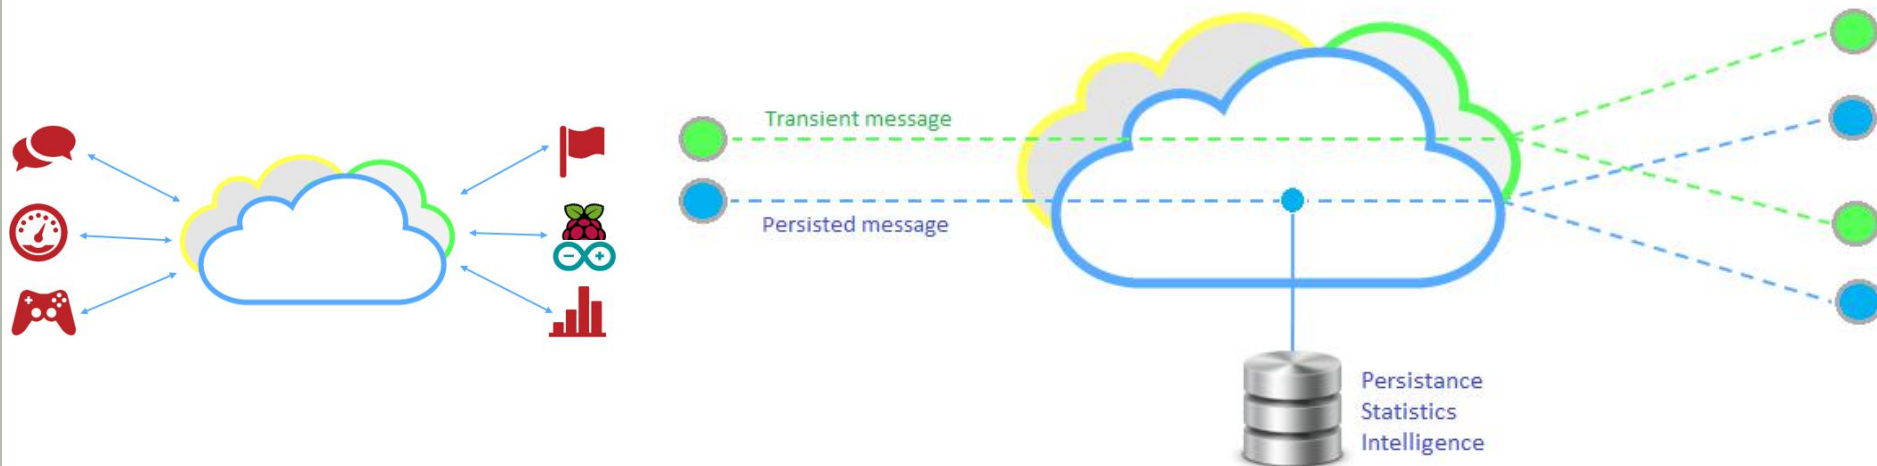 Transient message
Persisted message
Persistance
Statistics
Intelligence